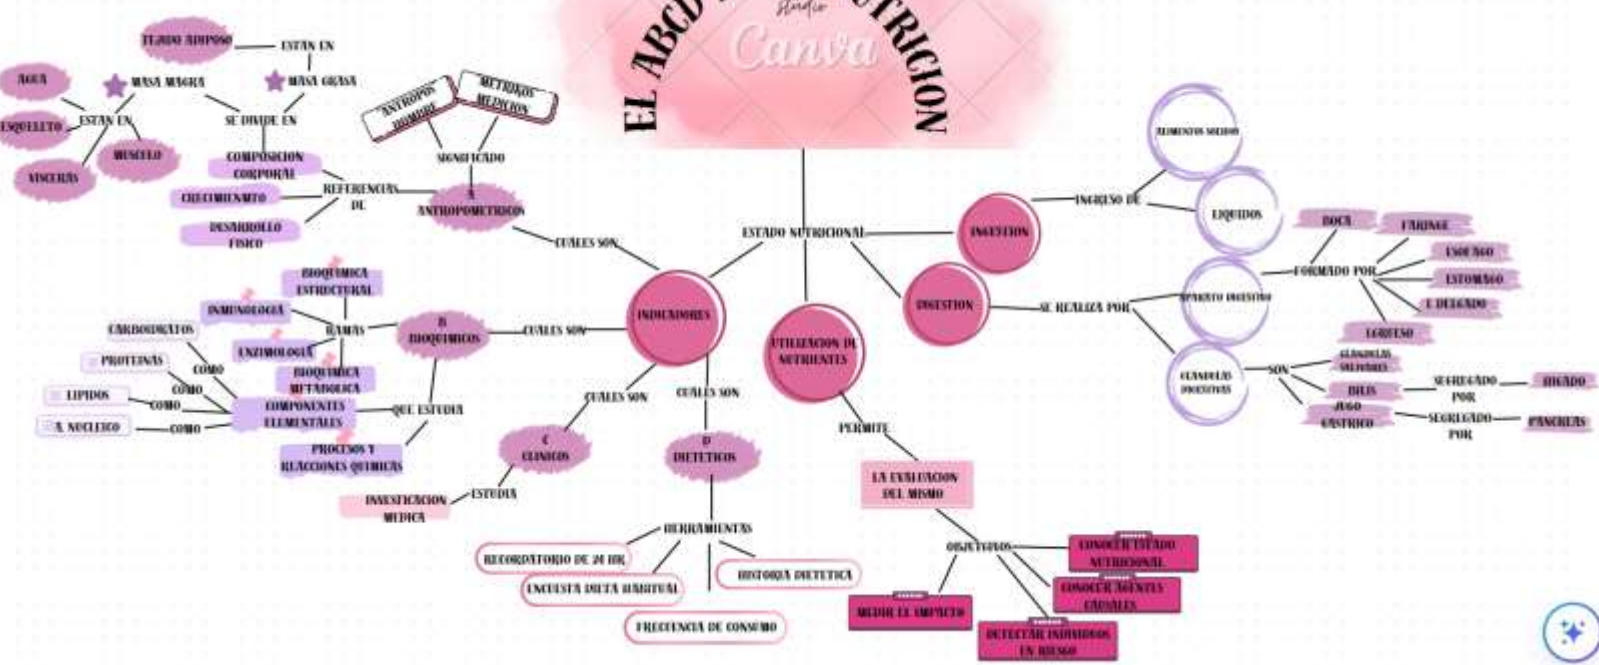 EL ABCD
UTRICION
studio
Canva
TEJIDO ADIPOSO
ESTAN EN
AGUA
MASA MAGRA
MASA GRASA
ESQUELETO
ESTAN EN
SE DIVIDE EN
MUSCULO
VISCERAS
ANTROPOS
HOMBRE
METRIKOS
MEDICION
SIGNIFICADO
COMPOSICION
CORPORAL
CRECIMIENMTO
DESARROLLO
FISICO
REFERENCIAS
DE
A
ANTROPOMETRICOS
CUALES SON
ESTADO NUTRICIONAL
INGESTION
INGRESO DE
ALIMENTOS SOLIDOS
LIQUIDOS
DIGESTION
SE REALIZA POR
APARATO DIGESTIVO
FORMADO POR
BOCA
FARINGE
ESOFAGO
ESTOMAGO
I. DELGADO
I.GRUESO
GLANDULAS
DIGESTIVAS
SON
GLANDULAS
SALIVARES
BILIS
SEGREGADO
POR
HIGADO
JUGO
GASTRICO
SEGREGADO
POR
PANCREAS
INDICADORES
UTILIZACION DE
NUTRIENTES
BIOQUIMICA
ESTRUCTURAL
INMUNOLOGIA
RAMAS
ENZIMOLOGIA
BIOQUIMICA
METABOLICA
B
BIOQUIMICOS
CUALES SON
CARBOIDRATOS
COMO
PROTEINAS
COMO
LIPIDOS
COMO
A. NUCLEICO
COMO
COMPONENTES
ELEMENTALES
QUE ESTUDIA
PROCESOS Y
REACCIONES QUIMICAS
CUALES SON
CUALES SON
C
CLINICOS
ESTUDIA
INVESTIGACION
MEDICA
D
DIETETICOS
HERRAMIENTAS
RECORDATORIO DE 24 HR
ENCUESTA DIETA HABITUAL
HISTORIA DIETETICA
FRECUENCIA DE CONSUMO
PERMITE
LA EVALUACION
DEL MISMO
OBJETIVOS
CONOCER ESTADO
NUTRICIONAL
CONOCER AGENTES
CAUSALES
MEDIR EL IMPACTO
DETECTAR INDIVIDUOS
EN RIESGO